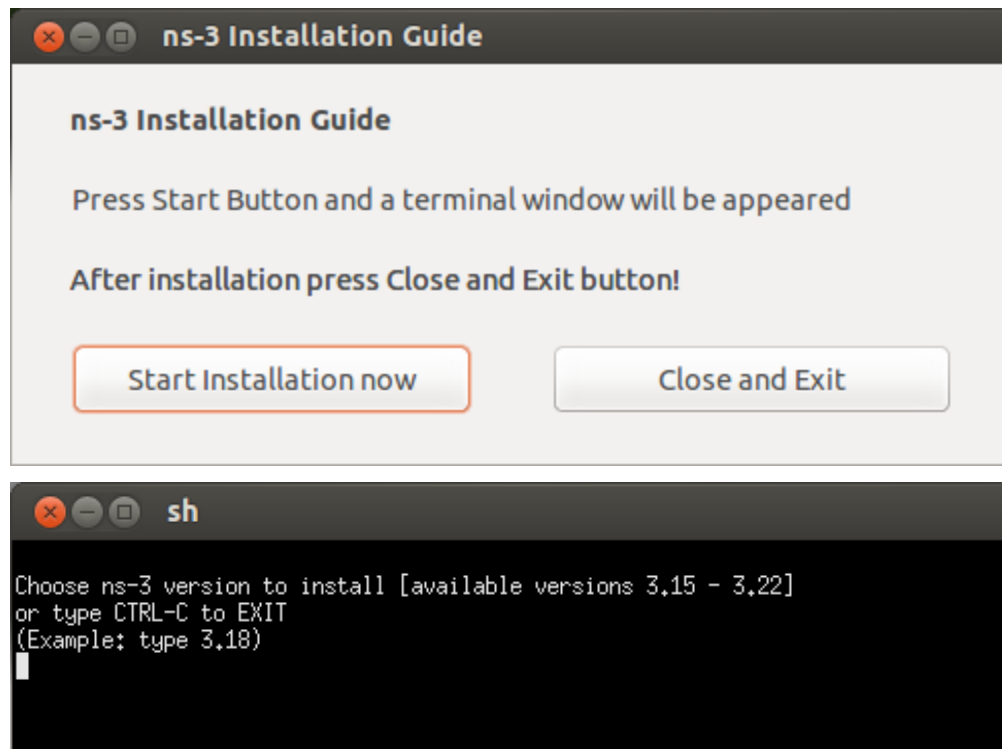 ns-3 Installation Guide
ns-3 Installation Guide
Press Start Button and a terminal window will be appeared
After installation press Close and Exit button!
Start Installation now
Close and Exit
sh
Choose ns-3 version to install [available versions 3.15 - 3.22]
or type CTRL-C to EXIT
(Example: type 3.18)